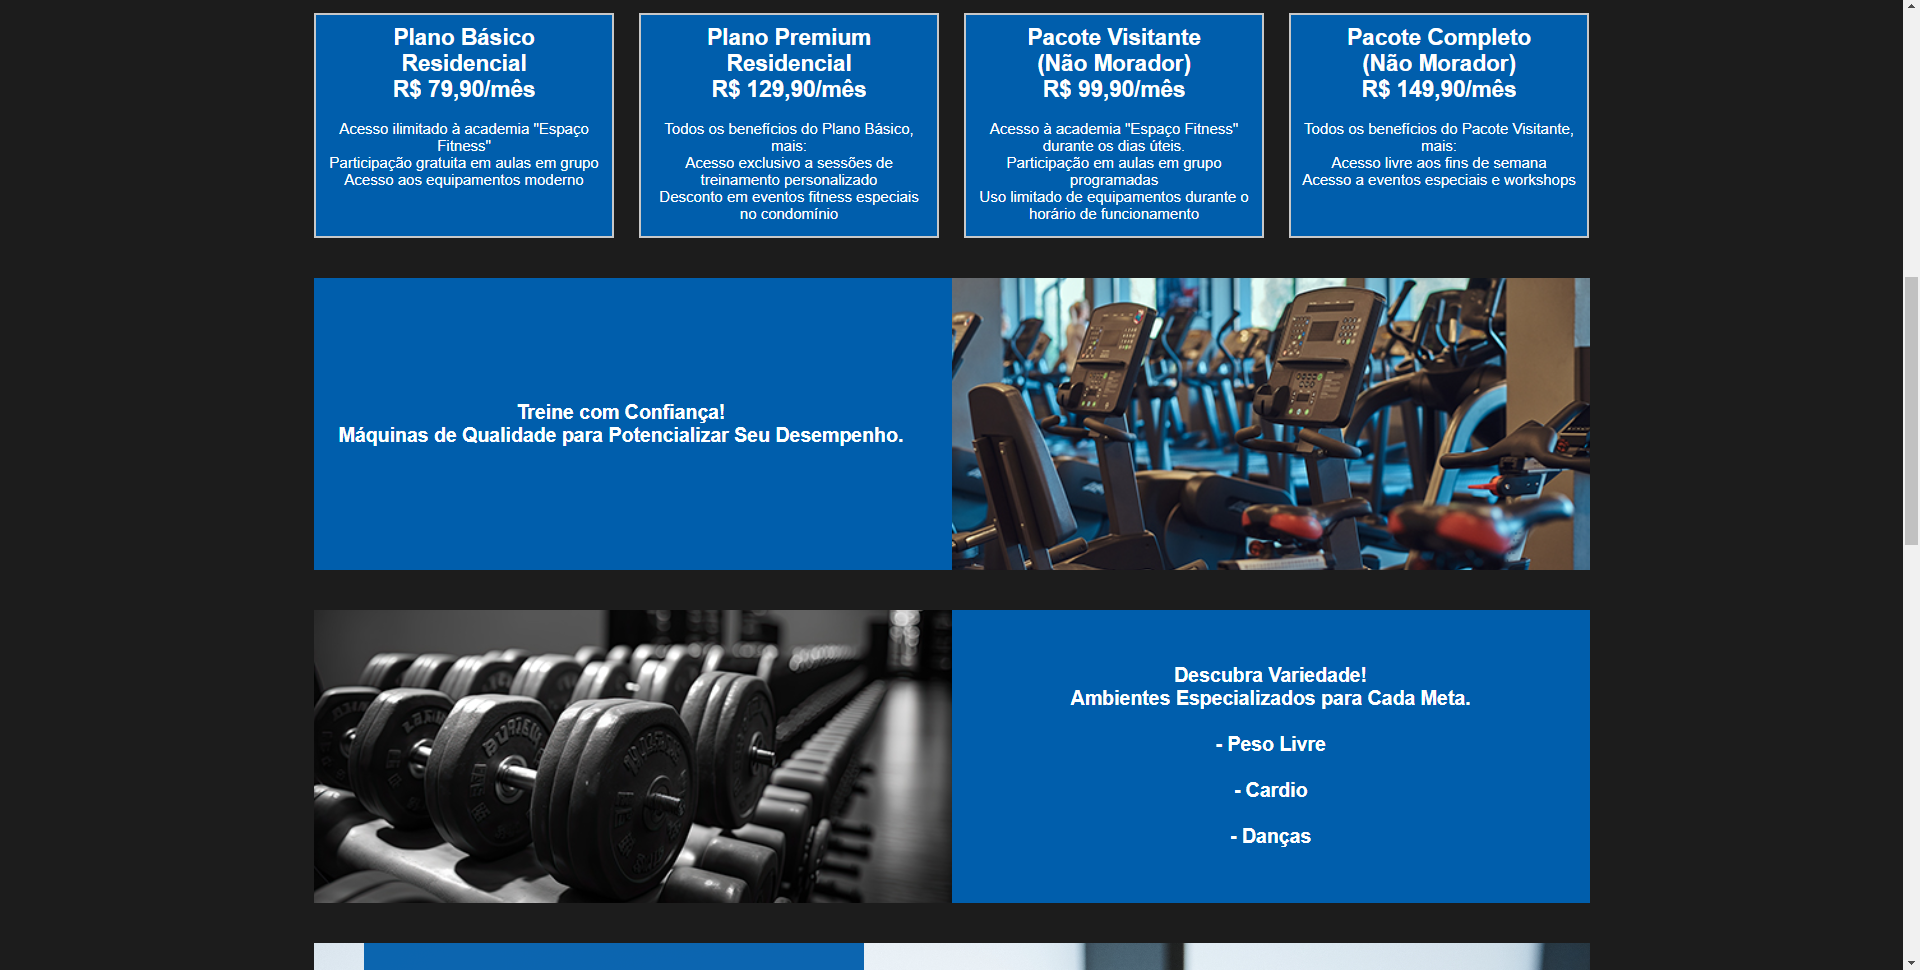 Plano Básico
Residencial
R$ 79,90/mês
Acesso ilimitado à academia "Espaço
Fitness"
Participação gratuita em aulas em grupo
Acesso aos equipamentos moderno
Plano Premium
Residencial
R$ 129,90/mês
Todos os benefícios do Plano Básico,
mais:
Acesso exclusivo a sessões de
treinamento personalizado
Desconto em eventos fitness especiais
no condomínio
Pacote Visitante
(Não Morador)
R$ 99,90/mês
Acesso à academia "Espaço Fitness"
durante os dias úteis.
Participação em aulas em grupo
programadas
Uso limitado de equipamentos durante o
horário de funcionamento
Pacote Completo
(Não Morador)
R$ 149,90/mês
Todos os benefícios do Pacote Visitante,
mais:
Acesso livre aos fins de semana
Acesso a eventos especiais e workshops
Treine com Confiança!
Máquinas de Qualidade para Potencializar Seu Desempenho.
Descubra Variedade!
Ambientes Especializados para Cada Meta.
- Peso Livre
- Cardio
- Danças